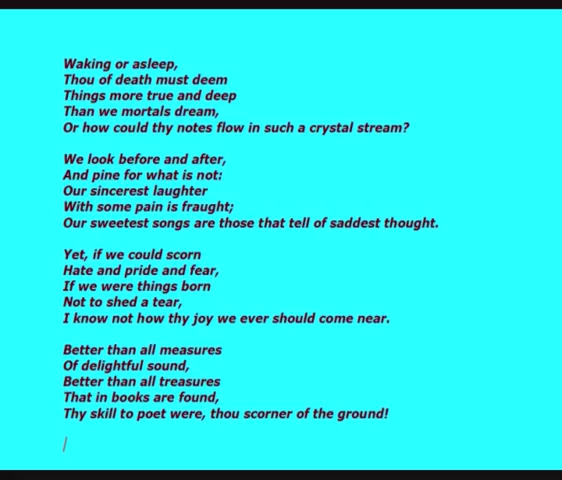 Waking or asleep,
Thou of death must deem
Things more true and deep
Than we mortals dream,
Or how could thy notes flow in such a crystal stream?
We look before and after,
And pine for what is not:
Our sincerest laughter
With some pain is fraught;
Our sweetest songs are those that tell of saddest thought.
Yet, if we could scorn
Hate and pride and fear,
If we were things born
Not to shed a tear,
I know not how thy joy we ever should come near.
Better than all measures
Of delightful sound,
Better than all treasures
That in books are found,
Thy skill to poet were, thou scorner of the ground!